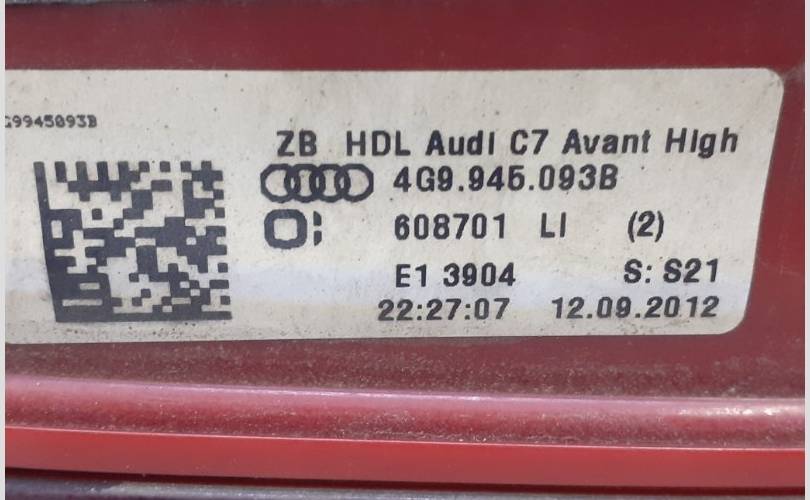 G9945093B
ZB HDL Audi C7 Avant High
4G9.945.093B
608701 LI (2)
E1 3904 S: S21
22:27:07 12.09.2012